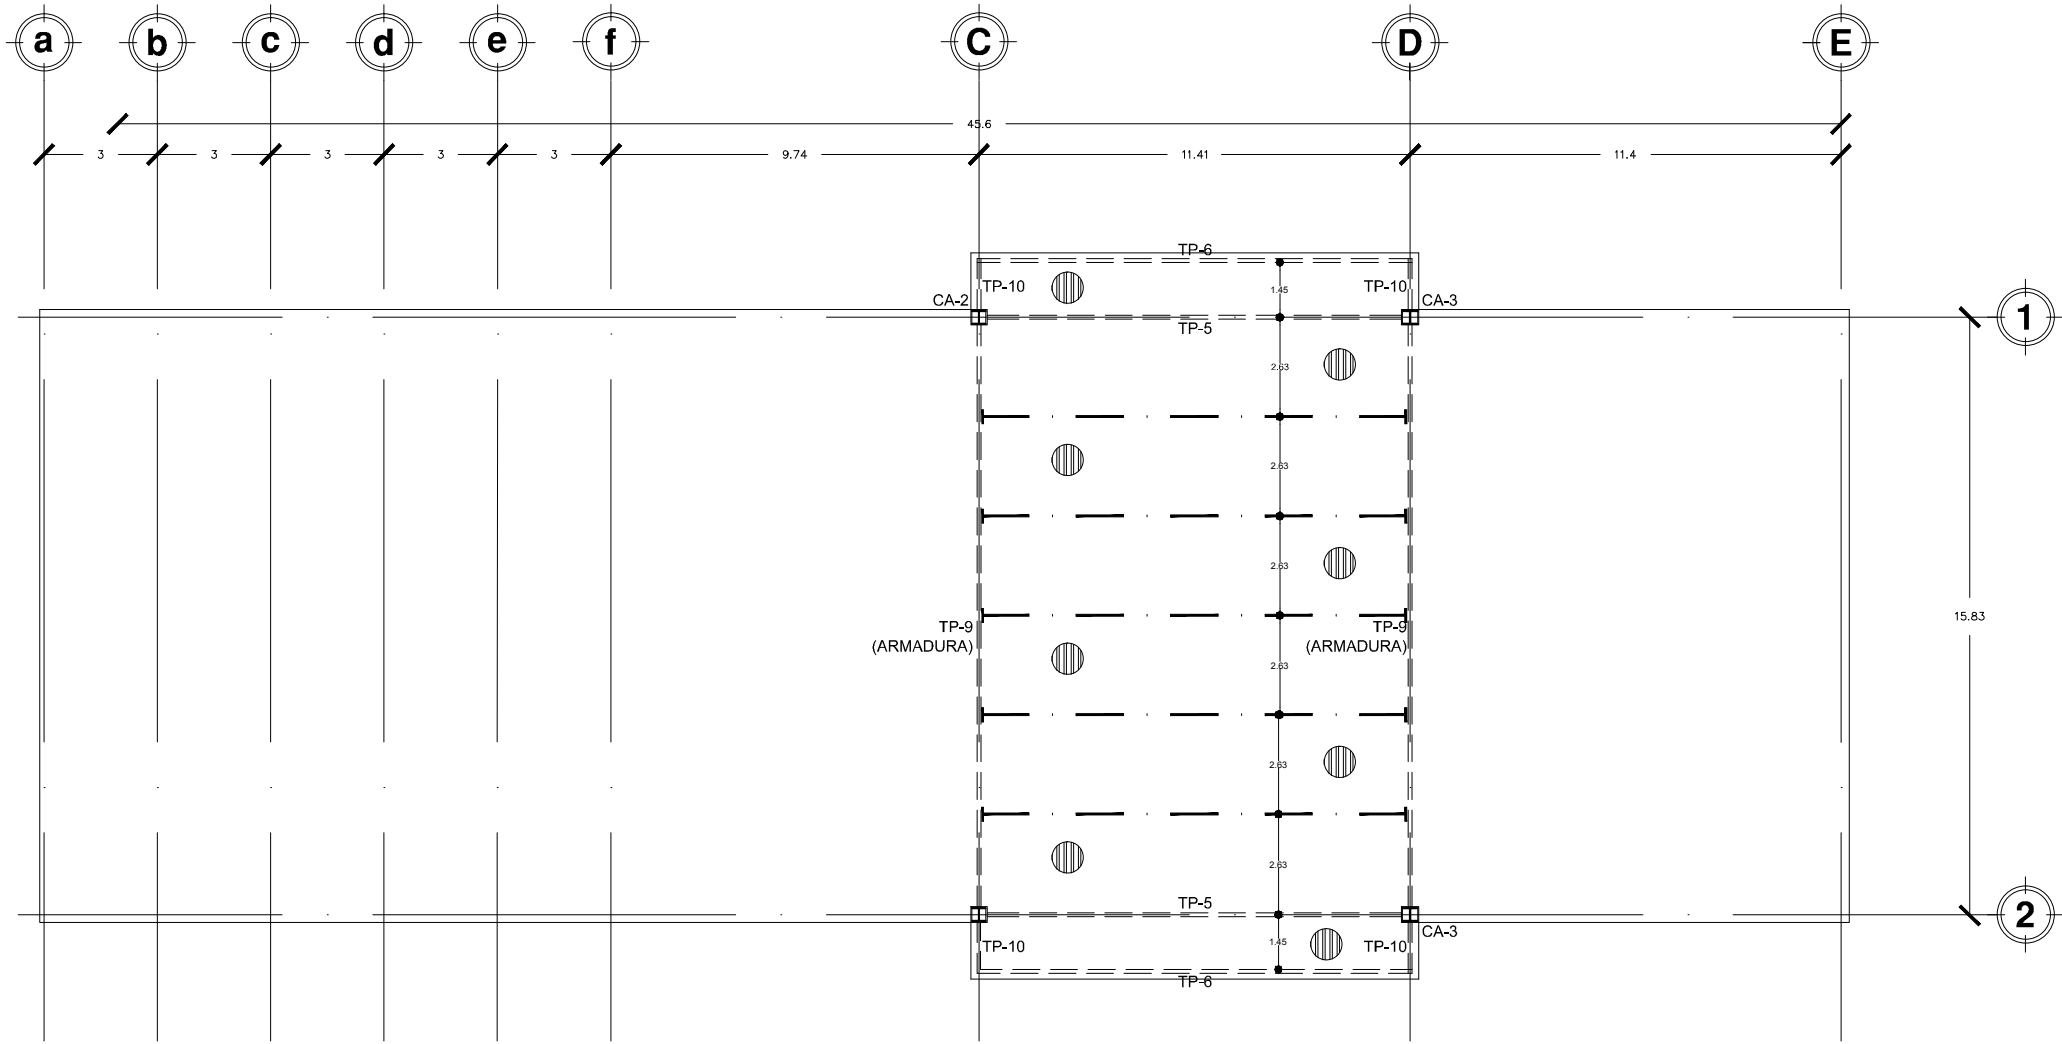 a b c d e f C D E
45.6
3 3 3 3 3 9.74 11.41 11.4
TP-6
TP-10 1.45 TP-10
CA-2 CA-3
1
TP-5
2.63
2.63
2.63
15.83
TP-9 TP-9
(ARMADURA) (ARMADURA)
2.63
2.63
2.63
TP-5
2
CA-3
TP-10 1.45 TP-10
TP-6